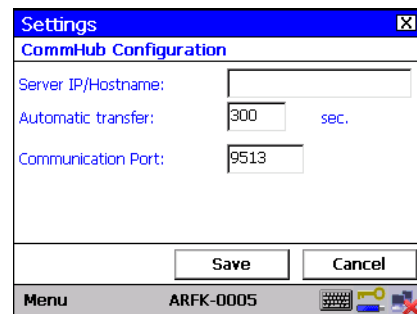 Settings X
CommHub Configuration
Server IP/Hostname:
Automatic transfer: 300 sec.
Communication Port: 9513
Save Cancel
Menu ARFK-0005